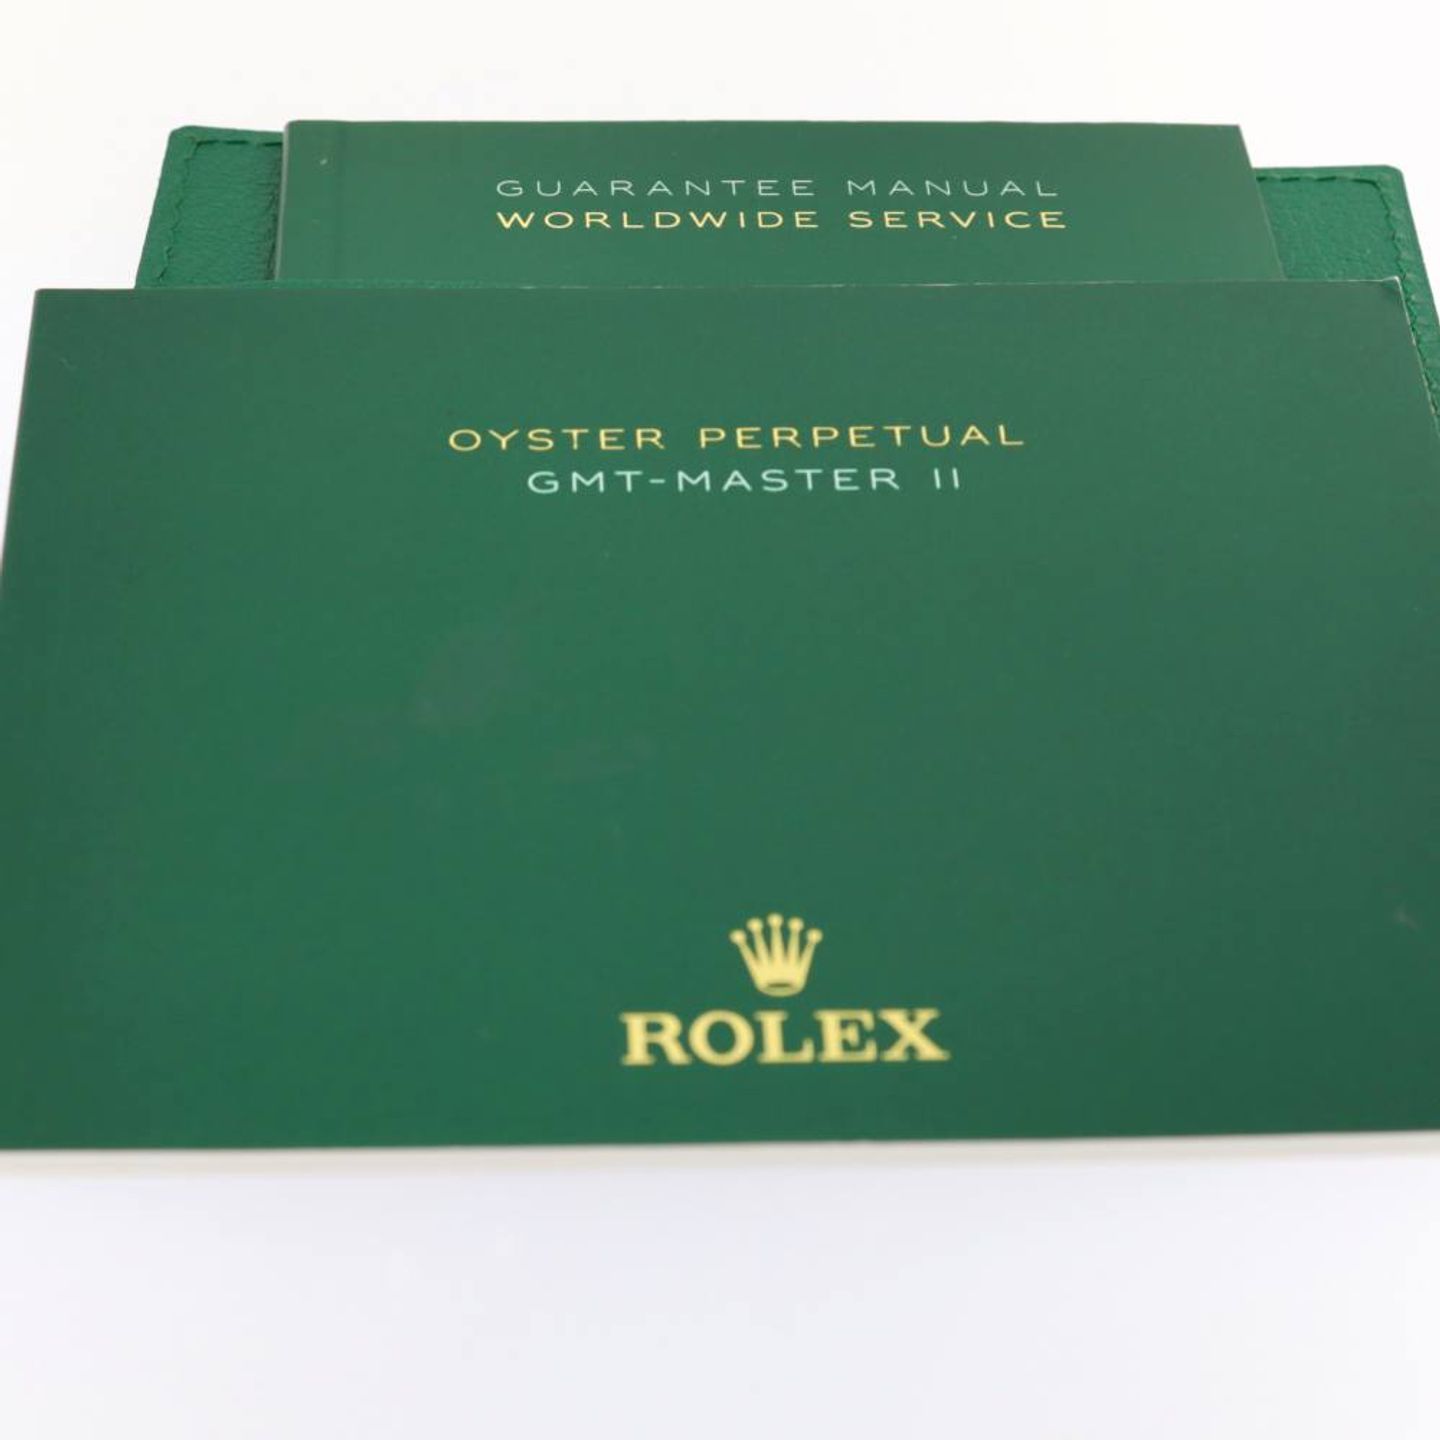 GUARANTEE MANUAL
WORLDWIDE SERVICE
OYSTER PERPETUAL
GMT-MASTER II
ROLEX